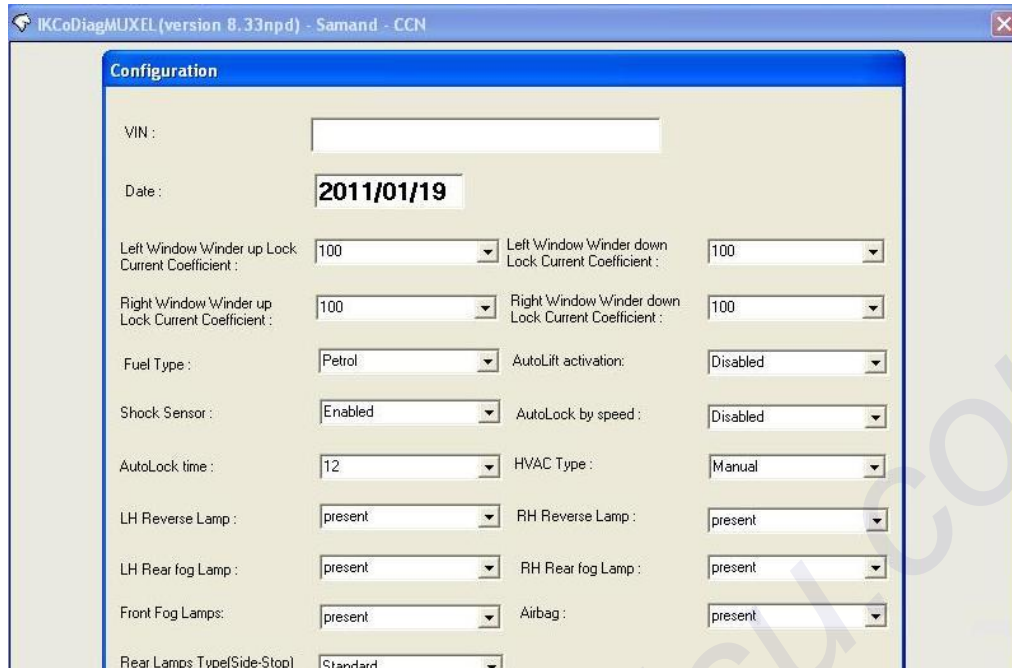 IKCoDiagMUXEL(version 8.33npd) - Samand - CCN
Configuration
VIN :
Date :
2011/01/19
Left Window Winder up Lock
Current Coefficient :
100
Left Window Winder down
Lock Current Coefficient :
100
Right Window Winder up
Lock Current Coefficient :
100
Right Window Winder down
Lock Current Coefficient :
100
Fuel Type :
Petrol
AutoLift activation:
Disabled
Shock Sensor :
Enabled
AutoLock by speed :
Disabled
AutoLock time :
12
HVAC Type :
Manual
LH Reverse Lamp :
present
RH Reverse Lamp :
present
LH Rear fog Lamp :
present
RH Rear fog Lamp :
present
Front Fog Lamps:
present
Airbag :
present
Rear Lamps Type(Side-Stop)
Standard
cu.co